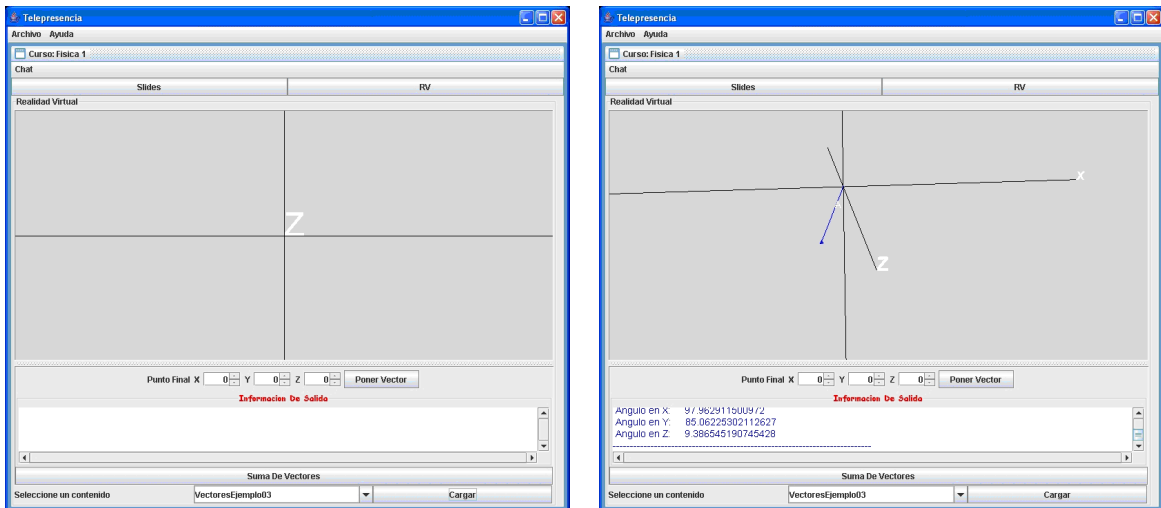 Telepresencia
Archivo Ayuda
Curso: Fisica 1
Chat
Slides RV
Realidad Virtual
Z
Punto Final X 0 Y 0 Z 0 Poner Vector
Informacion De Salida
Suma De Vectores
Seleccione un contenido VectoresEjemplo03 Cargar
Telepresencia
Archivo Ayuda
Curso: Fisica 1
Chat
Slides RV
Realidad Virtual
X
Z
Punto Final X 0 Y 0 Z 0 Poner Vector
Informacion De Salida
Angulo en X: 97.962911500972
Angulo en Y: 85.06225302112627
Angulo en Z: 9.386545190745428
--------------------------------------------------------------------------
Suma De Vectores
Seleccione un contenido VectoresEjemplo03 Cargar